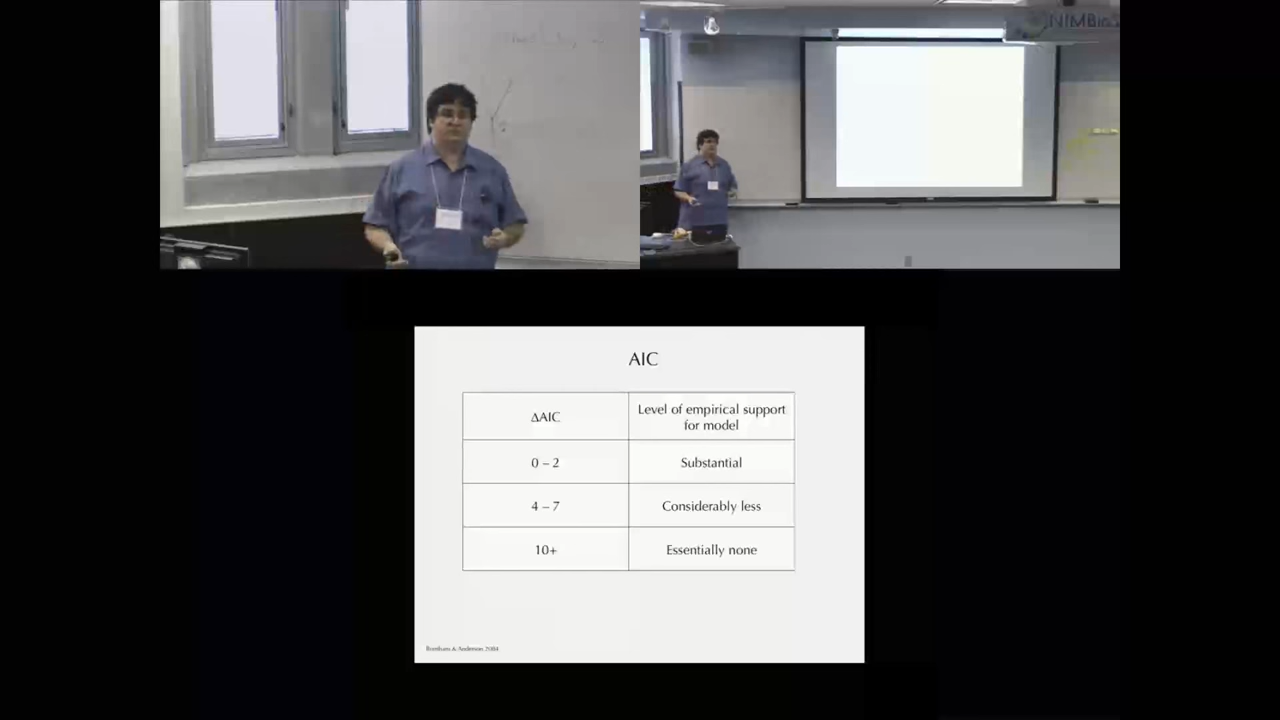 NIMBioS
AIC
ΔAIC
Level of empirical support
for model
0 – 2
Substantial
4 – 7
Considerably less
10+
Essentially none
Burnham & Anderson 2004